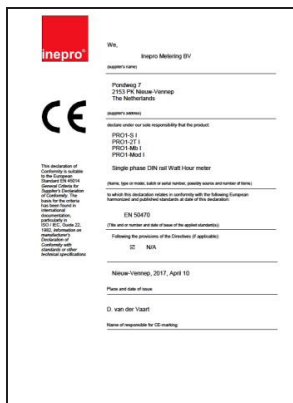 inepro®
We,
Inepro Metering BV
(supplier's name)
Pondweg 7
2153 PK Nieuw-Vennep
The Netherlands
(supplier's address)
CE
declare under our sole responsibility that the product:
PRO1-S I
PRO1-2T I
PRO1-Mb I
PRO1-Mod I
Single phase DIN rail Watt Hour meter
(Name, type or model, batch or serial number, possibly source and number of items)
to which this declaration relates in conformity with the following European
harmonized and published standards at date of this declaration:
EN 50470
(Title and or number and date of issue of the applied standard(s))
Following the provisions of the Directives (if applicable):
☑ N/A
Nieuw-Vennep, 2017, April 10
Place and date of issue
D. van der Vaart
Name of responsible for CE-marking
This declaration of
Conformity is suitable
to the European
Standard EN 45014
General Criteria for
Supplier's Declaration
of Conformity. The
basis for the criteria
has been found in
international
documentation,
particularly in
ISO / IEC, Guide 22,
1982, Information on
manufacturer's
Declaration of
Conformity with
standards or other
technical specifications